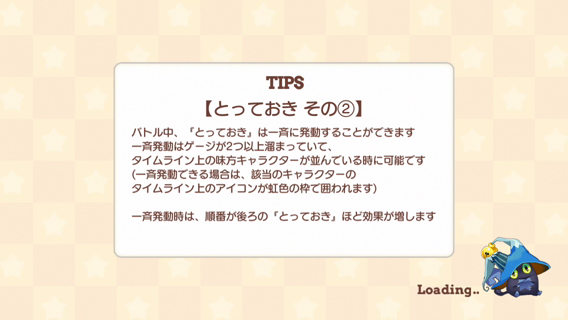 TIPS
【とっておき その②】
バトル中、『とっておき』は一斉に発動することができます
一斉発動はゲージが2つ以上溜まっていて、
タイムライン上の味方キャラクターが並んでいる時に可能です
(一斉発動できる場合は、該当のキャラクターの
タイムライン上のアイコンが虹色の枠で囲われます)
一斉発動時は、順番が後ろの『とっておき』ほど効果が増します
Loading..